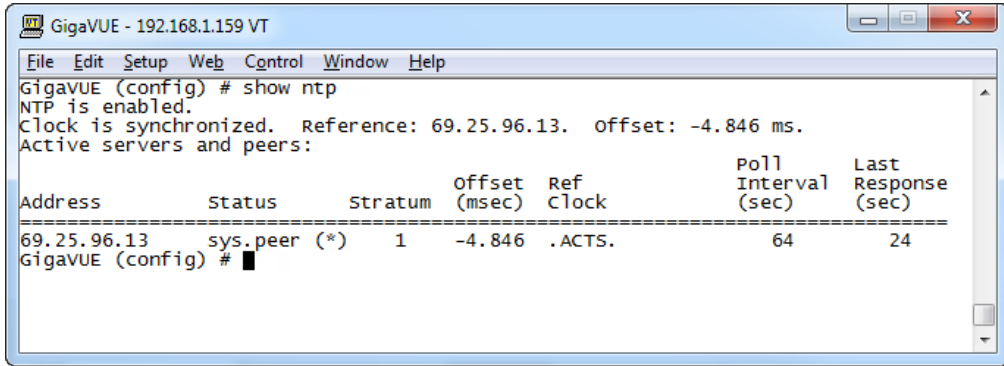 GigaVUE - 192.168.1.159 VT
File Edit Setup Web Control Window Help
GigaVUE (config) # show ntp
NTP is enabled.
Clock is synchronized.  Reference: 69.25.96.13.  Offset: -4.846 ms.
Active servers and peers:
Poll Last
Offset Ref Interval Response
Address Status Stratum (msec) Clock (sec) (sec)
==========================================================================
69.25.96.13 sys.peer (*) 1 -4.846 .ACTS. 64 24
GigaVUE (config) #